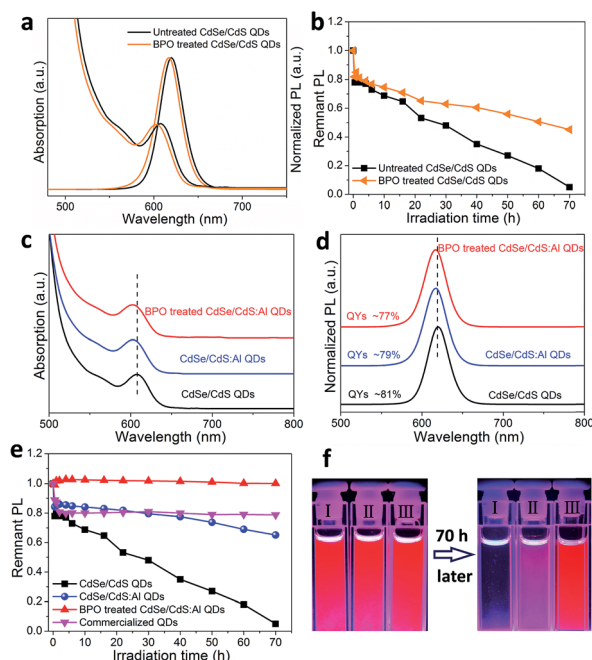 a
Untreated CdSe/CdS QDs
BPO treated CdSe/CdS QDs
Absorption (a.u.)
Normalized PL (a.u.)
500 600 700
Wavelength (nm)
b
1.2
1.0
0.8
0.6
0.4
0.2
0.0
Remnant PL
Untreated CdSe/CdS QDs
BPO treated CdSe/CdS QDs
0 10 20 30 40 50 60 70
Irradiation time (h)
c
Absorption (a.u.)
BPO treated CdSe/CdS:Al QDs
CdSe/CdS:Al QDs
CdSe/CdS QDs
500 600 700 800
Wavelength (nm)
d
Normalized PL (a.u.)
BPO treated CdSe/CdS:Al QDs
QYs ~77%
QYs ~79% CdSe/CdS:Al QDs
QYs ~81% CdSe/CdS QDs
500 600 700 800
Wavelength (nm)
e
1.4
1.2
1.0
0.8
0.6
0.4
0.2
0.0
Remnant PL
CdSe/CdS QDs
CdSe/CdS:Al QDs
BPO treated CdSe/CdS:Al QDs
Commercialized QDs
0 10 20 30 40 50 60 70
Irradiation time (h)
f
I II III
70 h
later
I II III